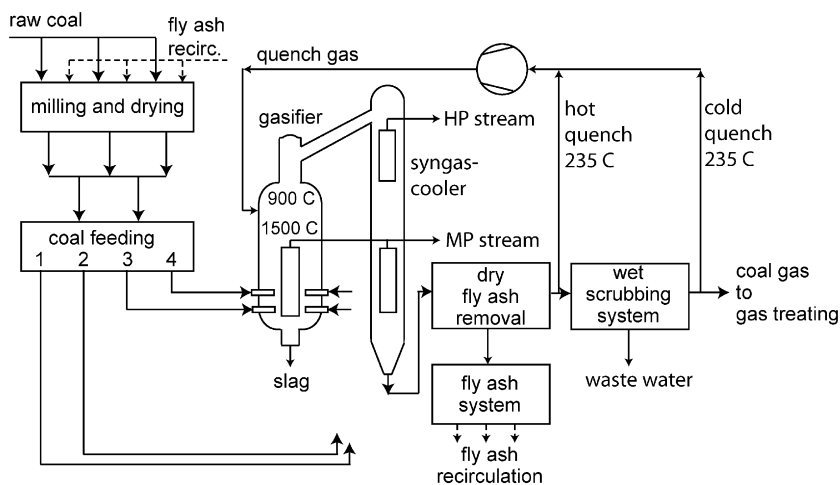 raw coal
fly ash
recirc.
milling and drying
coal feeding
1 2 3 4
quench gas
gasifier
900 C
1500 C
slag
HP stream
syngas-
cooler
MP stream
hot
quench
235 C
cold
quench
235 C
dry
fly ash
removal
wet
scrubbing
system
coal gas
to
gas treating
waste water
fly ash
system
fly ash
recirculation